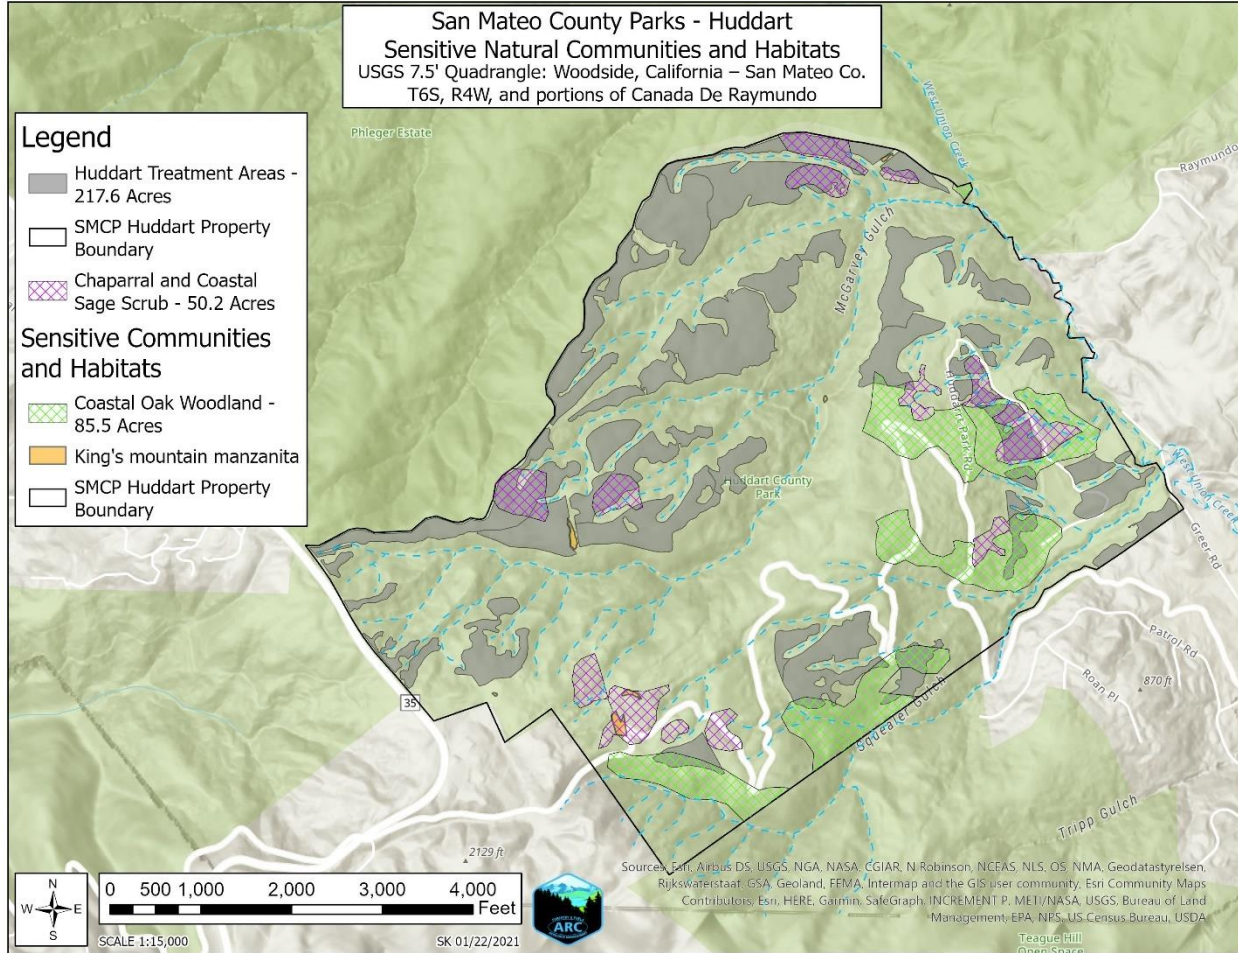 San Mateo County Parks - Huddart
Sensitive Natural Communities and Habitats
USGS 7.5' Quadrangle: Woodside, California – San Mateo Co.
T6S, R4W, and portions of Canada De Raymundo
Legend
Huddart Treatment Areas -
217.6 Acres
SMCP Huddart Property
Boundary
Chaparral and Coastal
Sage Scrub - 50.2 Acres
Sensitive Communities
and Habitats
Coastal Oak Woodland -
85.5 Acres
King's mountain manzanita
SMCP Huddart Property
Boundary
Phleger Estate
West Union Creek
Raymundo
McGarvey Gulch
Huddart Park Rd
Huddart County
Park
West Union Creek
Greer Rd
Patrol Rd
Roan Pl
870 ft
35
Squealer Gulch
Tripp Gulch
2129 ft
Sources: Esri, Airbus DS, USGS, NGA, NASA, CGIAR, N Robinson, NCEAS, NLS, OS, NMA, Geodatastyrelsen,
Rijkswaterstaat, GSA, Geoland, FEMA, Intermap and the GIS user community, Esri Community Maps
Contributors, Esri, HERE, Garmin, SafeGraph, INCREMENT P, METI/NASA, USGS, Bureau of Land
Management, EPA, NPS, US Census Bureau, USDA
Teague Hill
Open Space
N
W E
S
0 500 1,000 2,000 3,000 4,000
Feet
SCALE 1:15,000
SK 01/22/2021
ARC